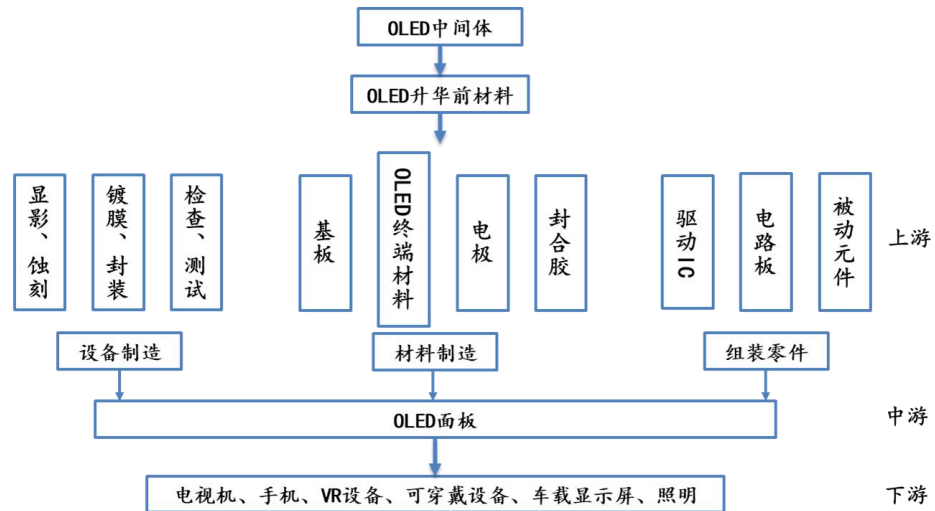 OLED中间体
OLED升华前材料
显影、蚀刻
镀膜、封装
检查、测试
基板
OLED终端材料
电极
封合胶
驱动IC
电路板
被动元件
上游
设备制造
材料制造
组装零件
OLED面板
中游
电视机、手机、VR设备、可穿戴设备、车载显示屏、照明
下游